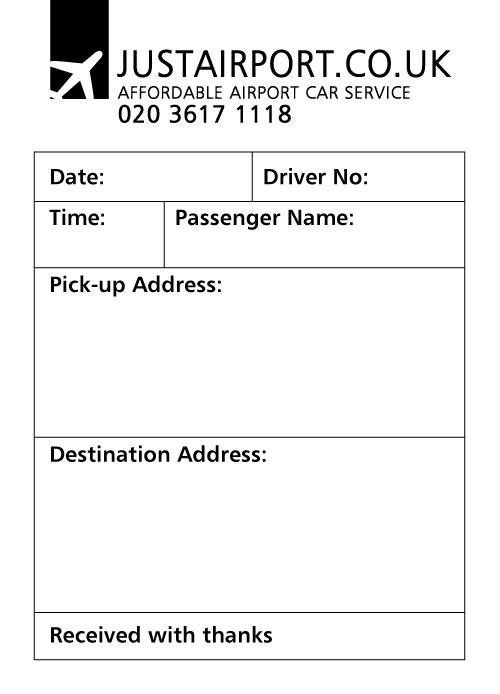 JUSTAIRPORT.CO.UK
AFFORDABLE AIRPORT CAR SERVICE
020 3617 1118
Date: Driver No:
Time: Passenger Name:
Pick-up Address:
Destination Address:
Received with thanks